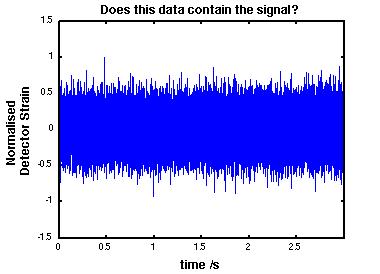 Does this data contain the signal?
1.5
1
0.5
0
-0.5
-1
-1.5
Normalised
Detector Strain
0 0.5 1 1.5 2 2.5
time /s